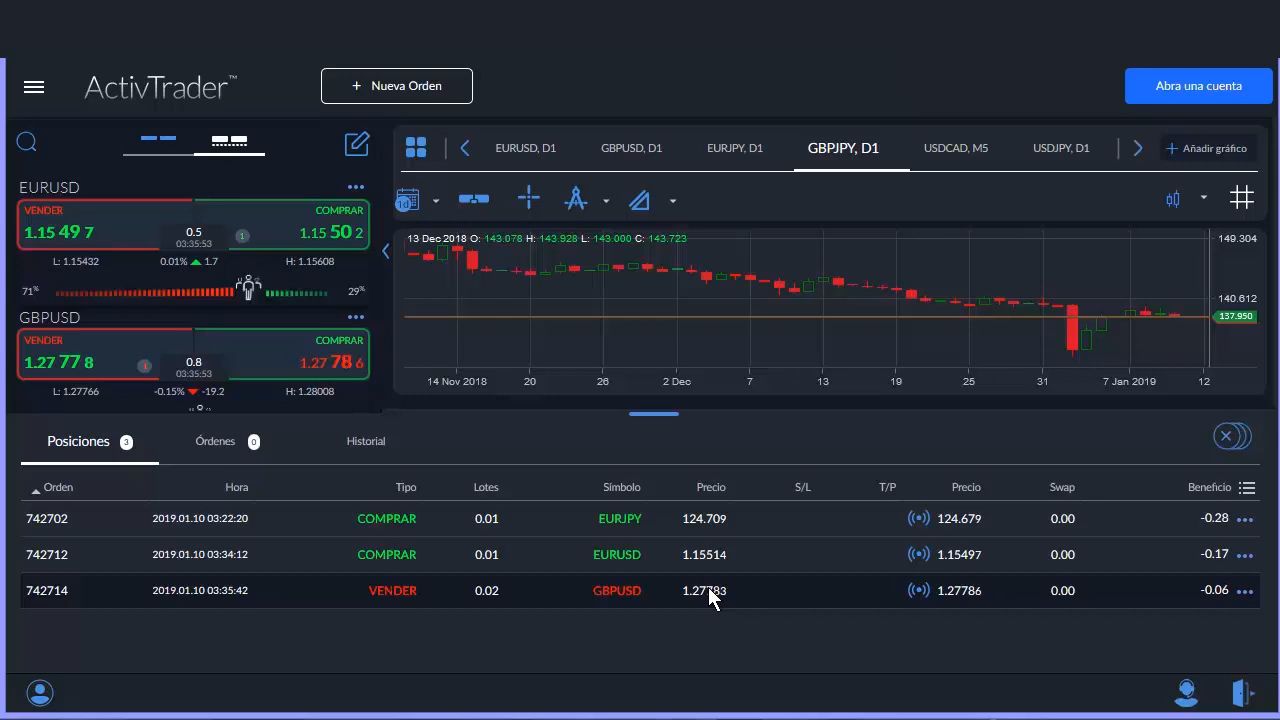 ActivTrader™
+ Nueva Orden
Abra una cuenta
EURUSD, D1
GBPUSD, D1
EURJPY, D1
GBPJPY, D1
USDCAD, M5
USDJPY, D1
+ Añadir gráfico
EURUSD
VENDER COMPRAR
1.15 49 7 0.5 1 1.15 50 2
03:35:53
L: 1.15432 0.01% 1.7 H: 1.15608
71% 29%
GBPUSD
VENDER COMPRAR
1.27 77 8 1 0.8 1.27 78 6
03:35:53
L: 1.27766 -0.15% -19.2 H: 1.28008
1d
13 Dec 2018 O: 143.078 H: 143.928 L: 143.000 C: 143.723
149.304
140.612
137.950
14 Nov 2018 20 26 2 Dec 7 13 19 25 31 7 Jan 2019 12
Posiciones 3 Órdenes 0 Historial
Orden Hora Tipo Lotes Símbolo Precio S/L T/P Precio Swap Beneficio
742702 2019.01.10 03:22:20 COMPRAR 0.01 EURJPY 124.709 124.679 0.00 -0.28
742712 2019.01.10 03:34:12 COMPRAR 0.01 EURUSD 1.15514 1.15497 0.00 -0.17
742714 2019.01.10 03:35:42 VENDER 0.02 GBPUSD 1.27783 1.27786 0.00 -0.06